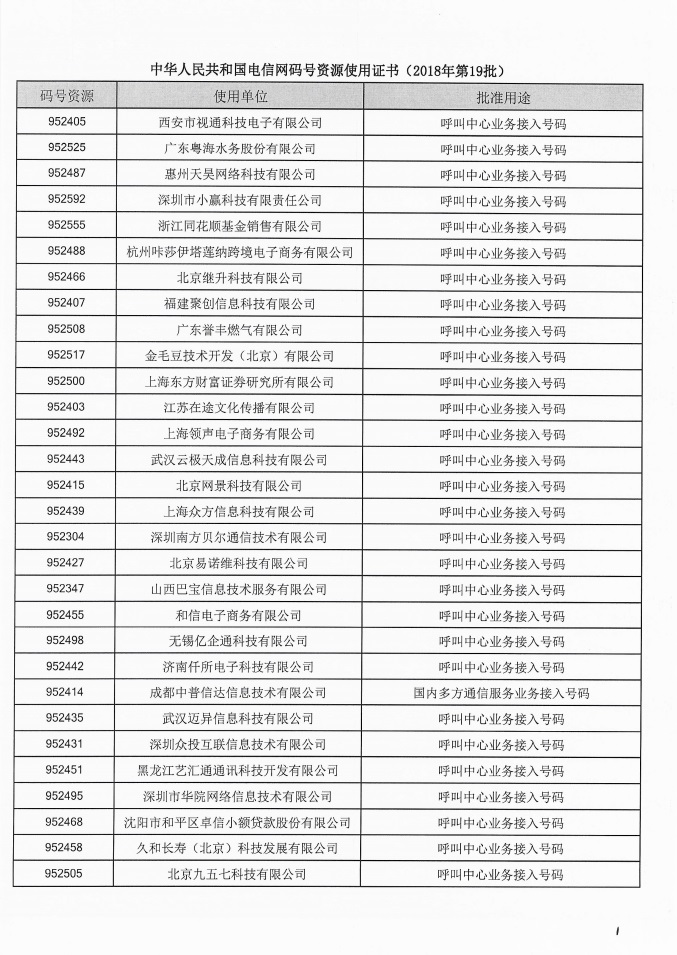 中华人民共和国电信网码号资源使用证书（2018年第19批）
码号资源 使用单位 批准用途
952405 西安市视通科技电子有限公司 呼叫中心业务接入号码
952525 广东粤海水务股份有限公司 呼叫中心业务接入号码
952487 惠州天昊网络科技有限公司 呼叫中心业务接入号码
952592 深圳市小赢科技有限责任公司 呼叫中心业务接入号码
952555 浙江同花顺基金销售有限公司 呼叫中心业务接入号码
952488 杭州咔莎伊塔莲纳跨境电子商务有限公司 呼叫中心业务接入号码
952466 北京继升科技有限公司 呼叫中心业务接入号码
952407 福建聚创信息科技有限公司 呼叫中心业务接入号码
952508 广东誉丰燃气有限公司 呼叫中心业务接入号码
952517 金毛豆技术开发（北京）有限公司 呼叫中心业务接入号码
952500 上海东方财富证券研究所有限公司 呼叫中心业务接入号码
952403 江苏在途文化传播有限公司 呼叫中心业务接入号码
952492 上海领声电子商务有限公司 呼叫中心业务接入号码
952443 武汉云极天成信息科技有限公司 呼叫中心业务接入号码
952415 北京网景科技有限公司 呼叫中心业务接入号码
952439 上海众方信息科技有限公司 呼叫中心业务接入号码
952304 深圳南方贝尔通信技术有限公司 呼叫中心业务接入号码
952427 北京易诺维科技有限公司 呼叫中心业务接入号码
952347 山西巴宝信息技术服务有限公司 呼叫中心业务接入号码
952455 和信电子商务有限公司 呼叫中心业务接入号码
952498 无锡亿企通科技有限公司 呼叫中心业务接入号码
952442 济南仟所电子科技有限公司 呼叫中心业务接入号码
952414 成都中普信达信息技术有限公司 国内多方通信服务业务接入号码
952435 武汉迈异信息科技有限公司 呼叫中心业务接入号码
952431 深圳众投互联信息技术有限公司 呼叫中心业务接入号码
952451 黑龙江艺汇通通讯科技开发有限公司 呼叫中心业务接入号码
952495 深圳市华院网络信息技术有限公司 呼叫中心业务接入号码
952468 沈阳市和平区卓信小额贷款股份有限公司 呼叫中心业务接入号码
952458 久和长寿（北京）科技发展有限公司 呼叫中心业务接入号码
952505 北京九五七科技有限公司 呼叫中心业务接入号码
1